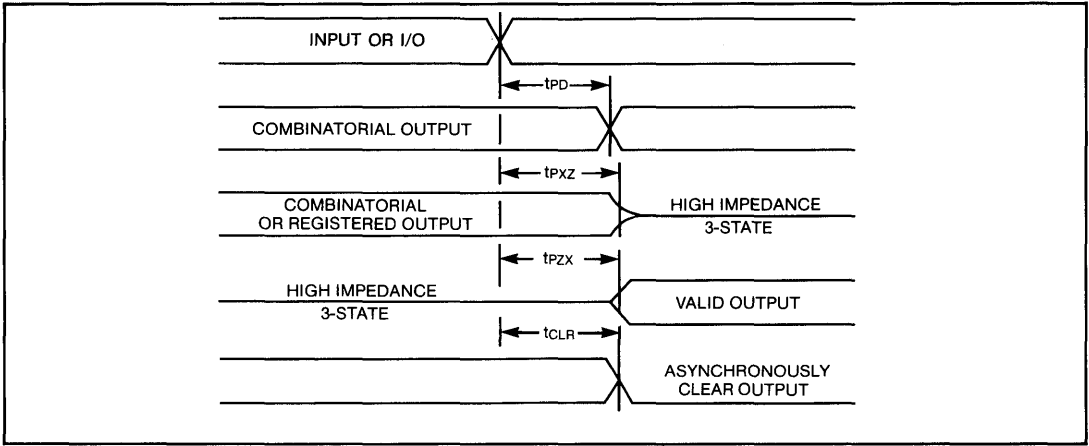 INPUT OR I/O
tPD
COMBINATORIAL OUTPUT
tPXZ
COMBINATORIAL
OR REGISTERED OUTPUT
HIGH IMPEDANCE
3-STATE
tPZX
HIGH IMPEDANCE
3-STATE
VALID OUTPUT
tCLR
ASYNCHRONOUSLY
CLEAR OUTPUT